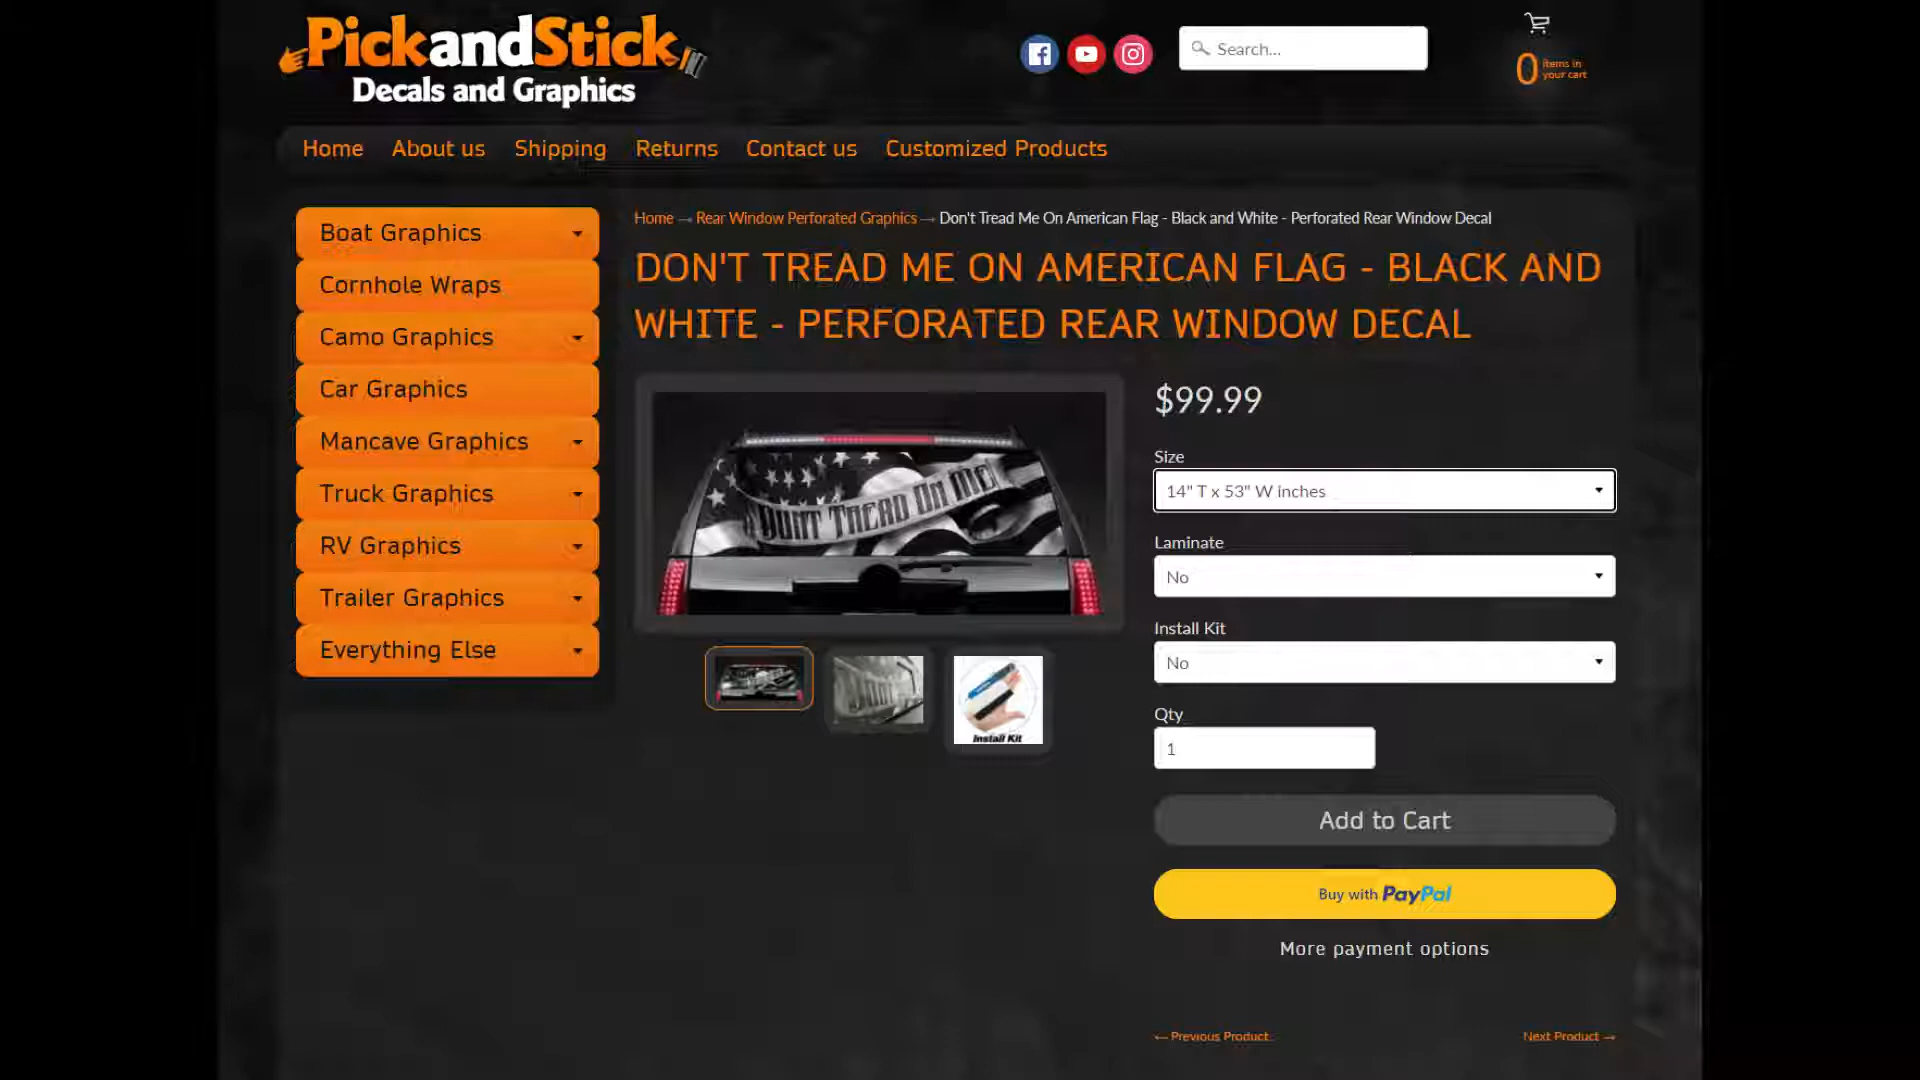 PickandStick
Decals and Graphics
Search...
0 items in your cart
Home About us Shipping Returns Contact us Customized Products
Boat Graphics
Cornhole Wraps
Camo Graphics
Car Graphics
Mancave Graphics
Truck Graphics
RV Graphics
Trailer Graphics
Everything Else
Home → Rear Window Perforated Graphics → Don't Tread Me On American Flag - Black and White - Perforated Rear Window Decal
DON'T TREAD ME ON AMERICAN FLAG - BLACK AND
WHITE - PERFORATED REAR WINDOW DECAL
DON'T TREAD ON ME
Install Kit
$99.99
Size
14" T x 53" W inches
Laminate
No
Install Kit
No
Qty
1
Add to Cart
Buy with PayPal
More payment options
← Previous Product
Next Product →